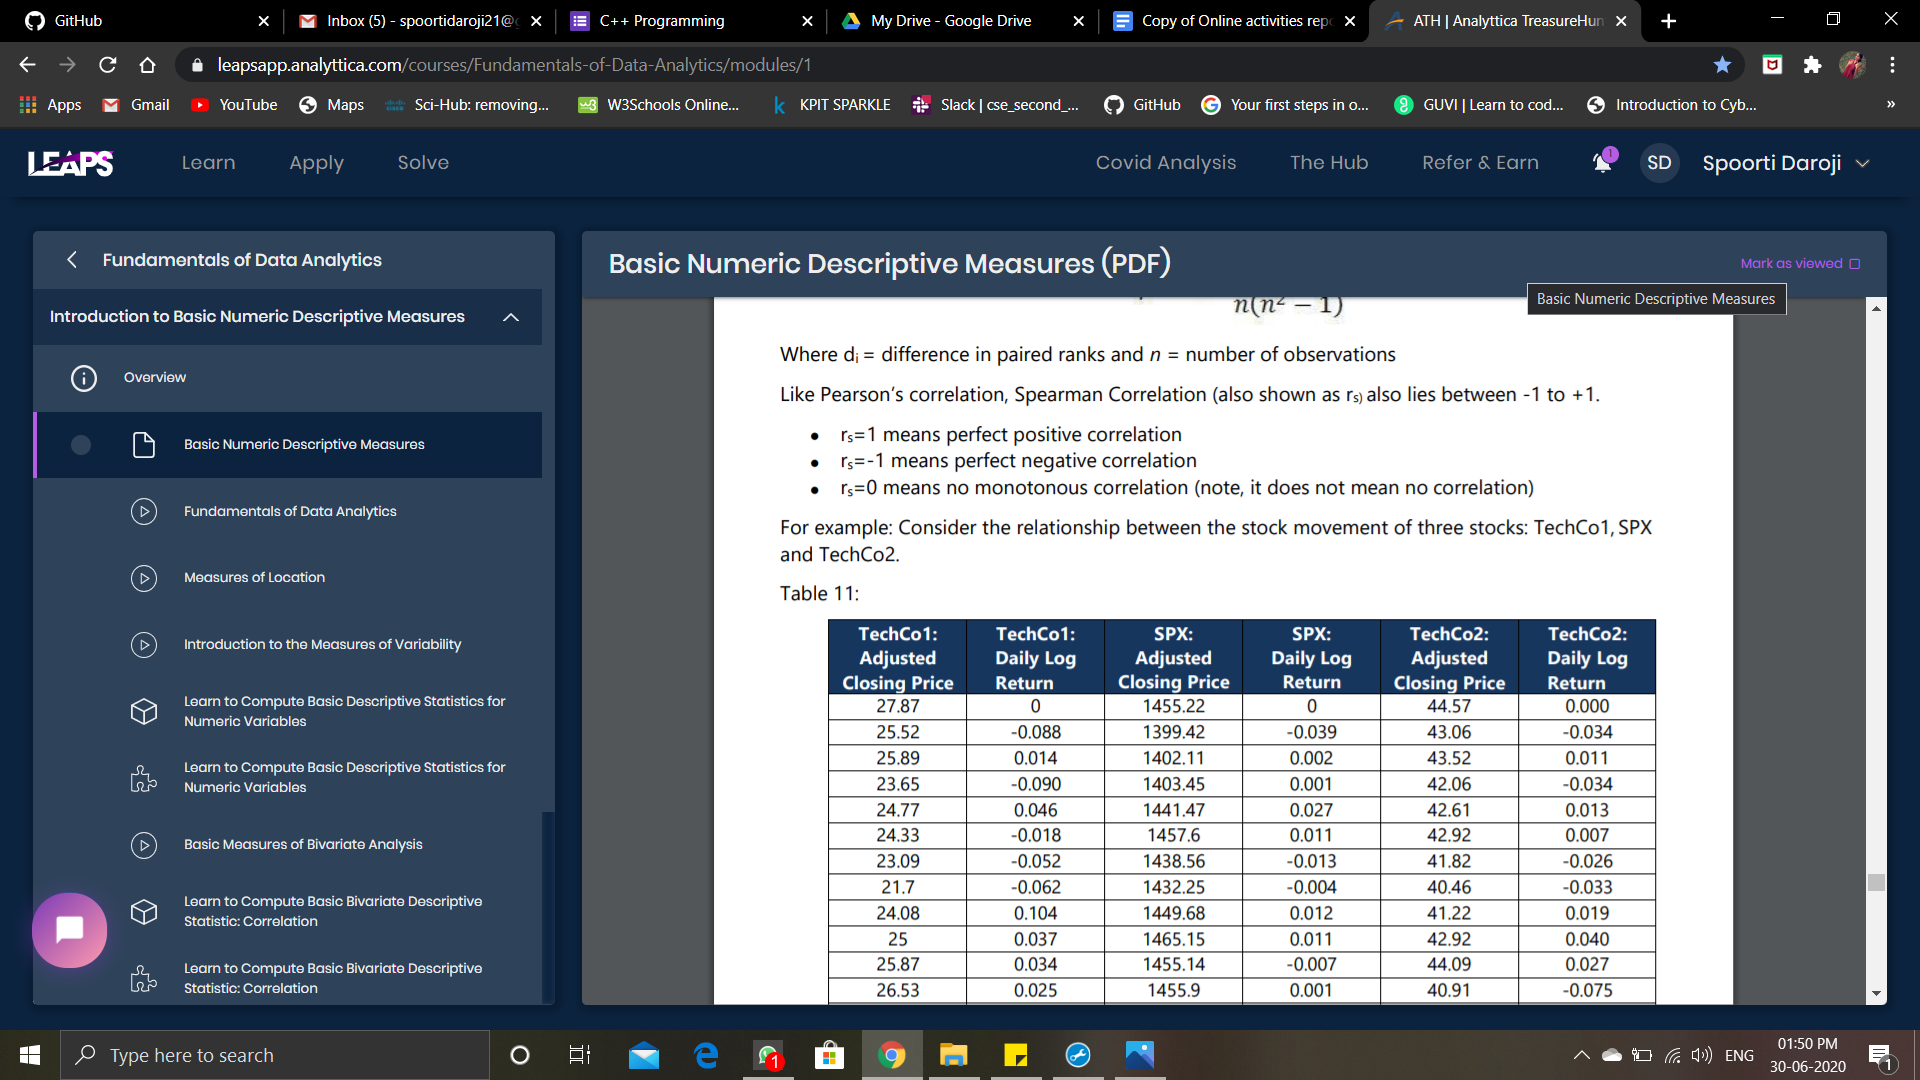 GitHub
Inbox (5) - spoortidaroji21@
C++ Programming
My Drive - Google Drive
Copy of Online activities repo
ATH | Analyttica TreasureHun
leapsapp.analyttica.com/courses/Fundamentals-of-Data-Analytics/modules/1
Apps
Gmail
YouTube
Maps
Sci-Hub: removing...
W3Schools Online...
KPIT SPARKLE
Slack | cse_second_...
GitHub
Your first steps in o...
GUVI | Learn to cod...
Introduction to Cyb...
»
LEAPS
Learn
Apply
Solve
Covid Analysis
The Hub
Refer & Earn
1
SD
Spoorti Daroji
Fundamentals of Data Analytics
Introduction to Basic Numeric Descriptive Measures
Overview
Basic Numeric Descriptive Measures
Fundamentals of Data Analytics
Measures of Location
Introduction to the Measures of Variability
Learn to Compute Basic Descriptive Statistics for
Numeric Variables
Learn to Compute Basic Descriptive Statistics for
Numeric Variables
Basic Measures of Bivariate Analysis
Learn to Compute Basic Bivariate Descriptive
Statistic: Correlation
Learn to Compute Basic Bivariate Descriptive
Statistic: Correlation
Basic Numeric Descriptive Measures (PDF)
Mark as viewed
Basic Numeric Descriptive Measures
n(n² − 1)
Where dᵢ = difference in paired ranks and n = number of observations
Like Pearson's correlation, Spearman Correlation (also shown as rs) also lies between -1 to +1.
• rs=1 means perfect positive correlation
• rs=-1 means perfect negative correlation
• rs=0 means no monotonous correlation (note, it does not mean no correlation)
For example: Consider the relationship between the stock movement of three stocks: TechCo1, SPX
and TechCo2.
Table 11:
TechCo1: Adjusted Closing Price TechCo1: Daily Log Return SPX: Adjusted Closing Price SPX: Daily Log Return TechCo2: Adjusted Closing Price TechCo2: Daily Log Return
27.87 0 1455.22 0 44.57 0.000
25.52 -0.088 1399.42 -0.039 43.06 -0.034
25.89 0.014 1402.11 0.002 43.52 0.011
23.65 -0.090 1403.45 0.001 42.06 -0.034
24.77 0.046 1441.47 0.027 42.61 0.013
24.33 -0.018 1457.6 0.011 42.92 0.007
23.09 -0.052 1438.56 -0.013 41.82 -0.026
21.7 -0.062 1432.25 -0.004 40.46 -0.033
24.08 0.104 1449.68 0.012 41.22 0.019
25 0.037 1465.15 0.011 42.92 0.040
25.87 0.034 1455.14 -0.007 44.09 0.027
26.53 0.025 1455.9 0.001 40.91 -0.075
Type here to search
1
ENG
01:50 PM
30-06-2020
1